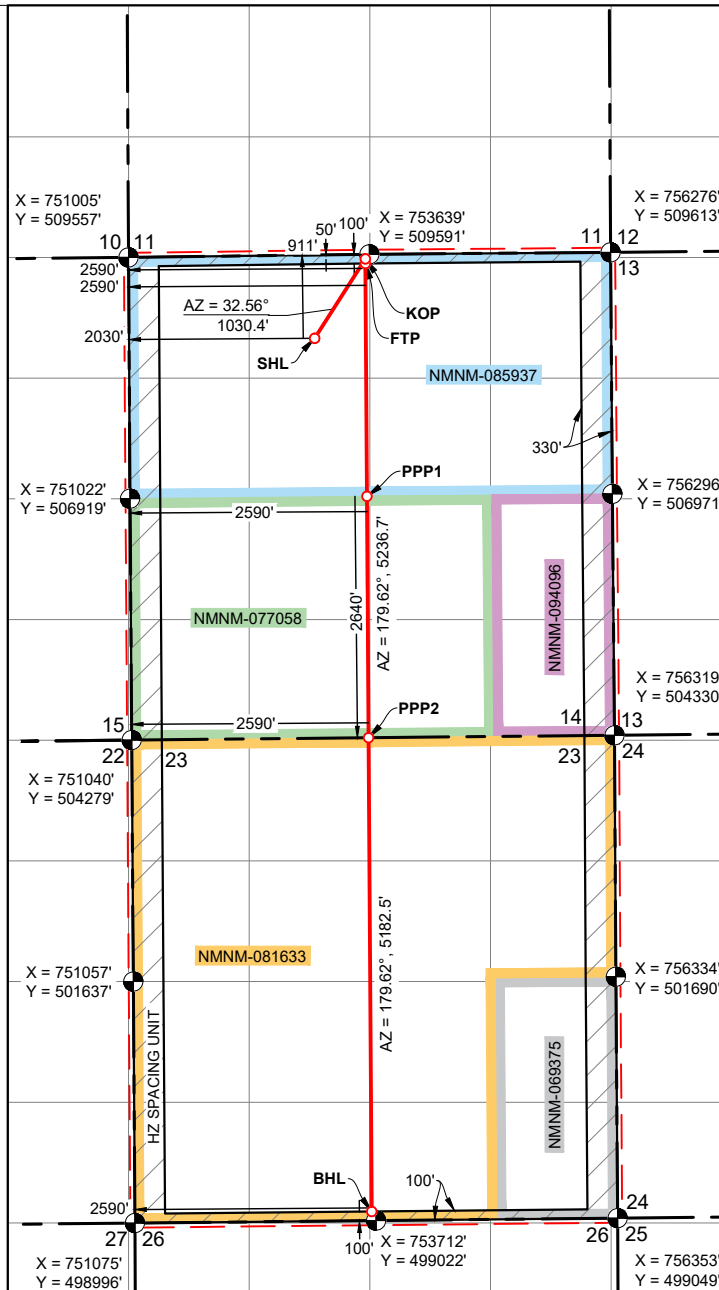 X = 751005'
Y = 509557'
X = 756276'
Y = 509613'
X = 753639'
Y = 509591'
100'
50'
911'
10
11
11
12
13
2590'
2590'
KOP
AZ = 32.56°
1030.4'
FTP
2030'
SHL
NMNM-085937
330'
PPP1
X = 751022'
Y = 506919'
X = 756296'
Y = 506971'
2590'
AZ = 179.62°, 5236.7'
2640'
NMNM-077058
NMNM-094096
X = 756319'
Y = 504330'
PPP2
2590'
15
14
13
22
23
23
24
X = 751040'
Y = 504279'
NMNM-081633
AZ = 179.62°, 5182.5'
X = 751057'
Y = 501637'
X = 756334'
Y = 501690'
HZ SPACING UNIT
NMNM-069375
BHL
100'
2590'
24
27
26
26
25
100'
X = 753712'
Y = 499022'
X = 751075'
Y = 498996'
X = 756353'
Y = 499049'